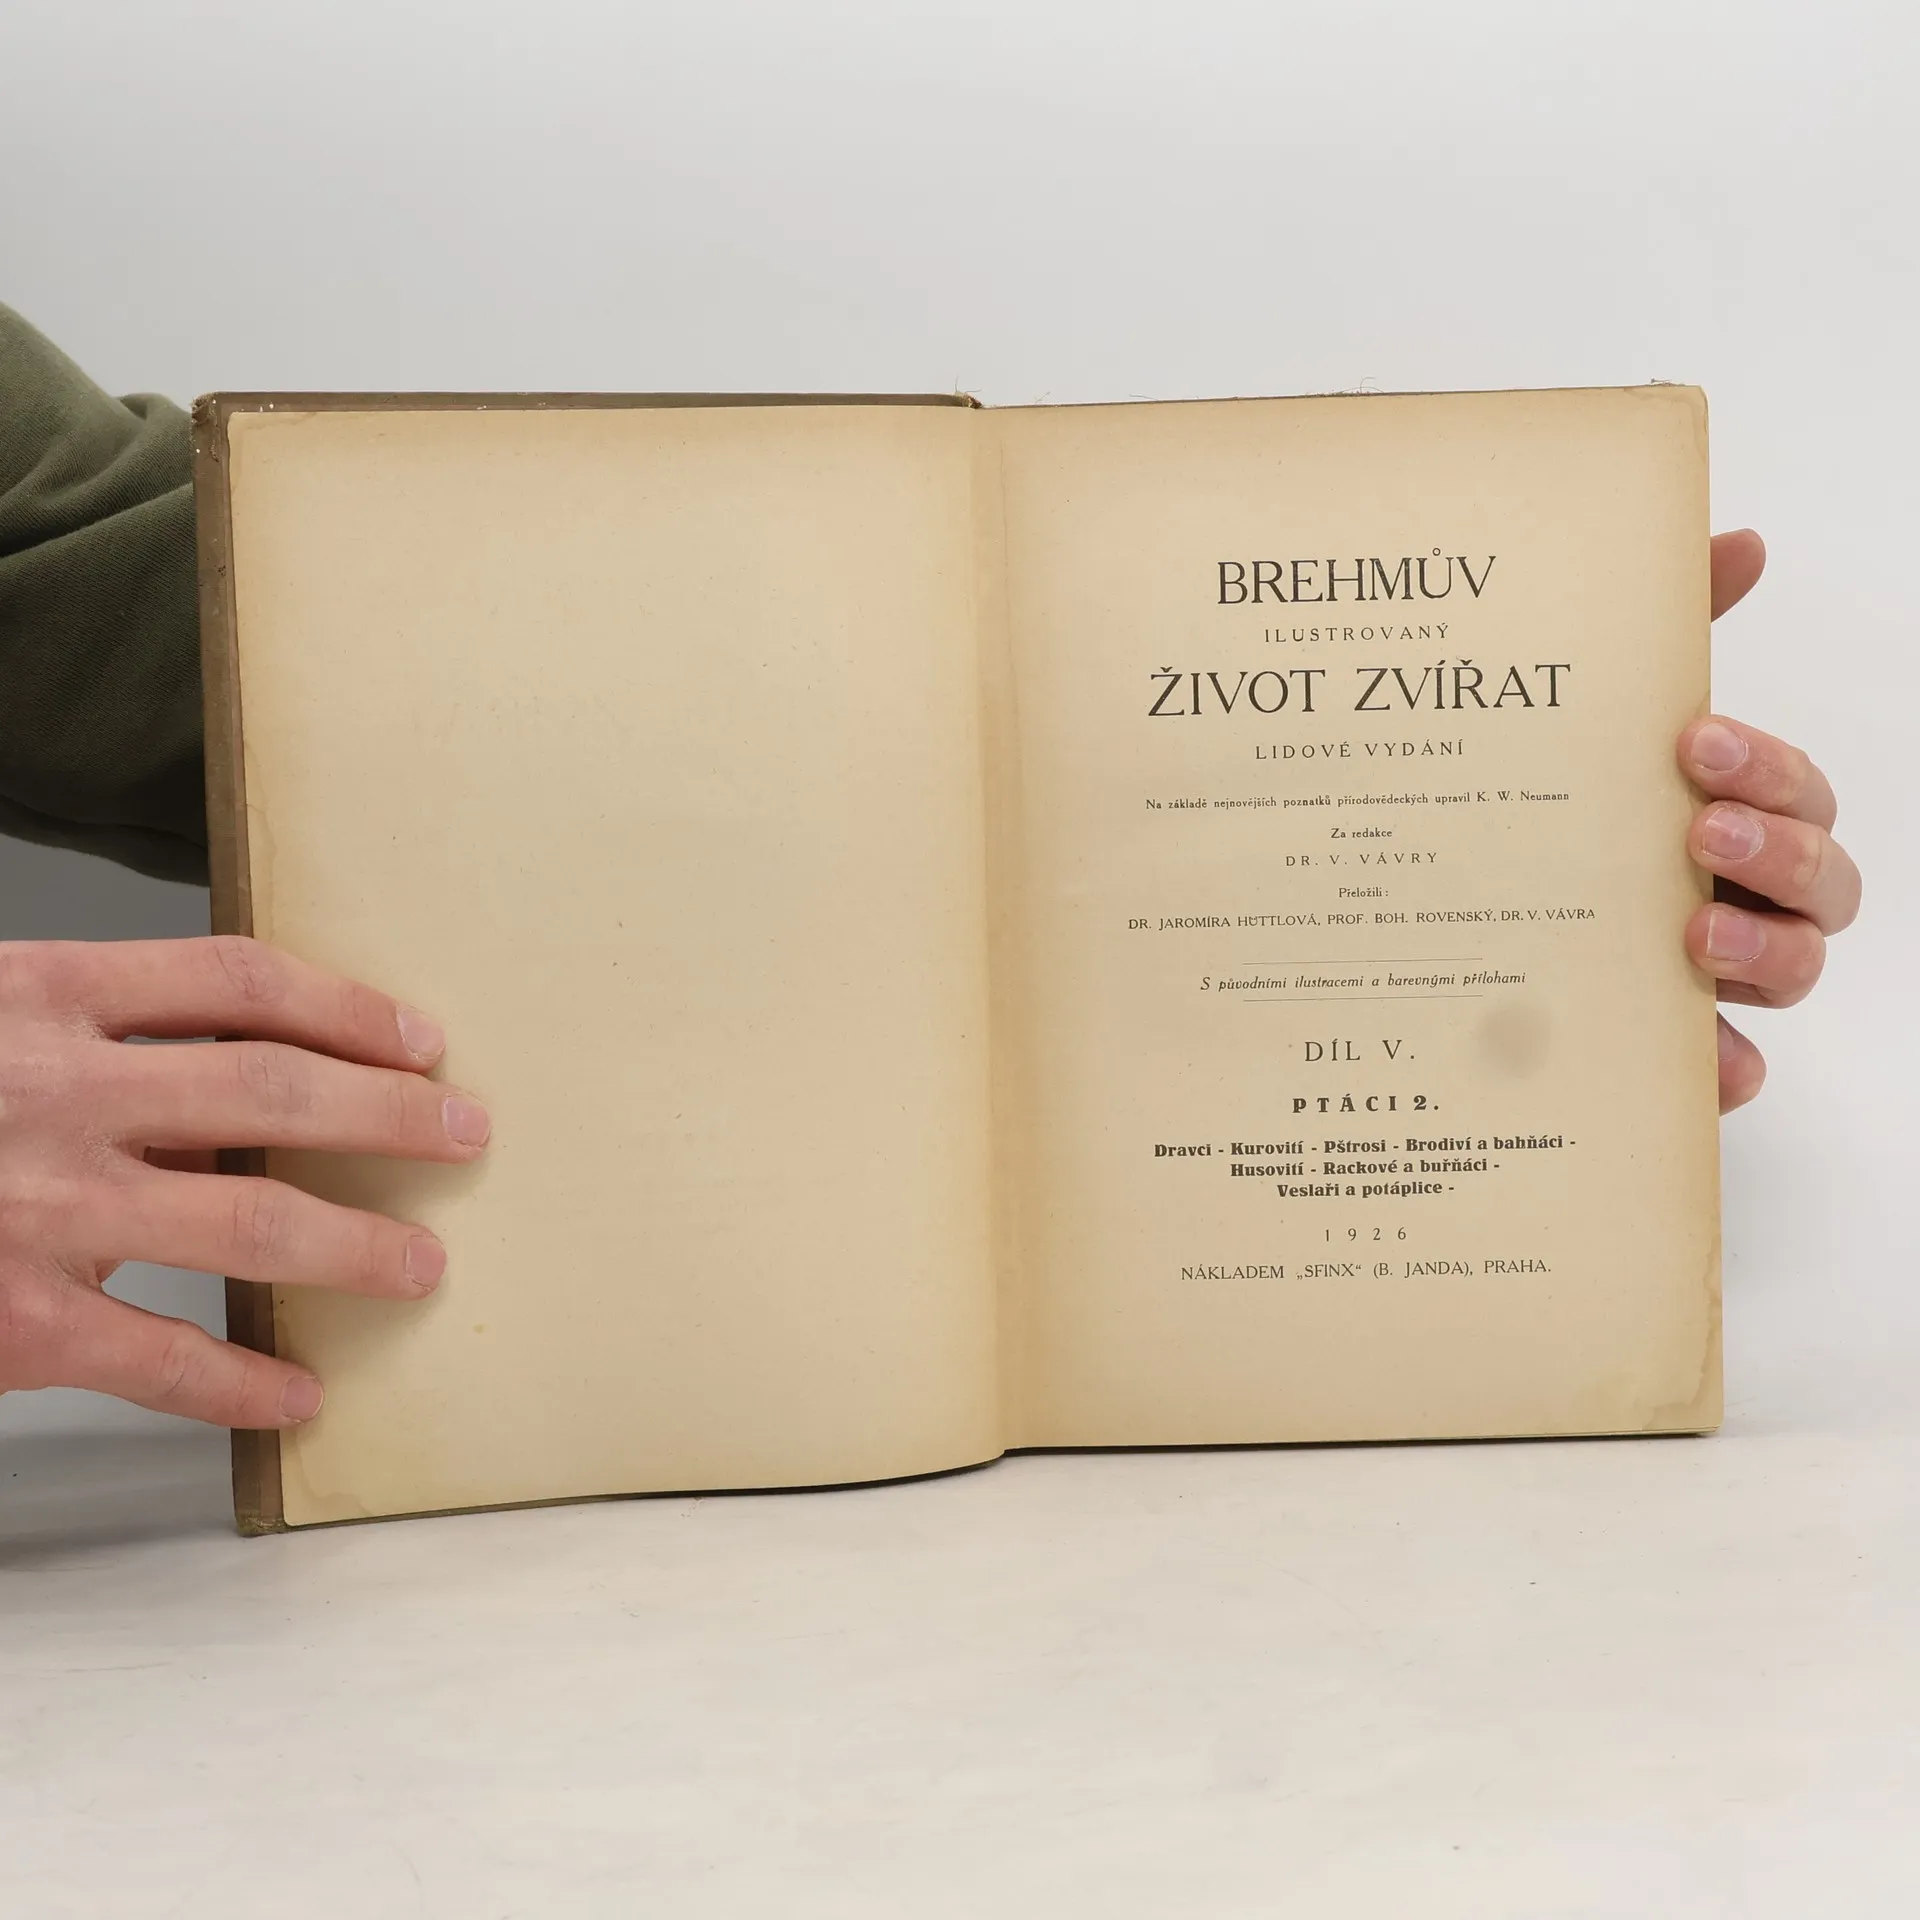 BREHMŮV
ILUSTROVANÝ
ŽIVOT ZVÍŘAT
LIDOVÉ VYDÁNÍ
Na základě nejnovějších poznatků přírodovědeckých upravil K. W. Neumann
Za redakce
DR. V. VÁVRY
Přeložili:
DR. JAROMÍRA HÜTTLOVÁ, PROF. BOH. ROVENSKÝ, DR. V. VÁVRA
S původními ilustracemi a barevnými přílohami
DÍL V.
PTÁCI 2.
Dravci - Kurovití - Pštrosi - Brodiví a bahňáci -
Husovití - Rackové a buřňáci -
Veslaři a potáplice -
1926
NÁKLADEM „SFINX“ (B. JANDA), PRAHA.